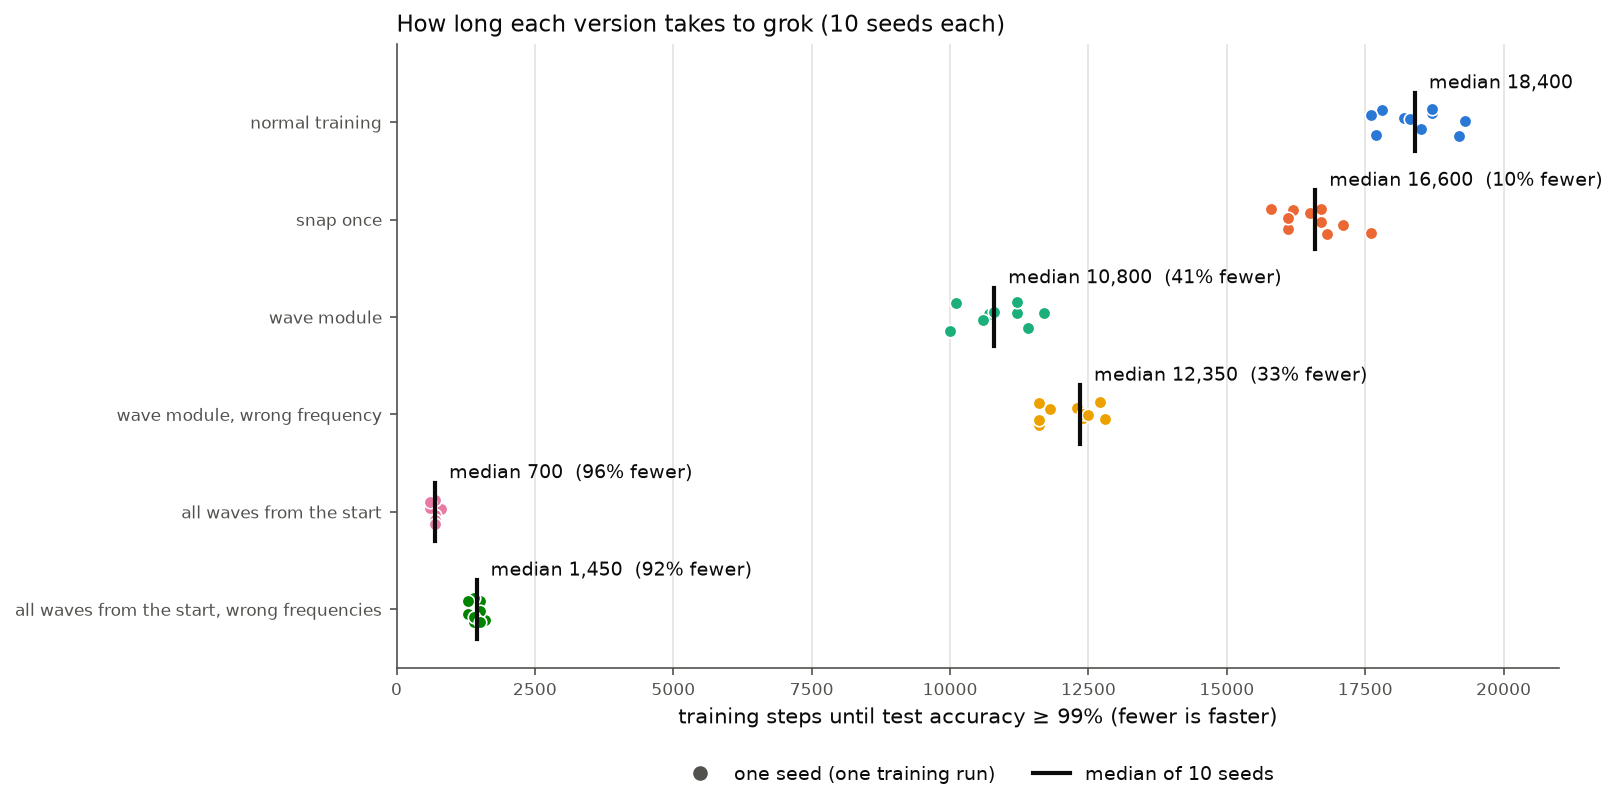 How long each version takes to grok (10 seeds each)
median 18,400
normal training
median 16,600 (10% fewer)
snap once
median 10,800 (41% fewer)
wave module
median 12,350 (33% fewer)
wave module, wrong frequency
median 700 (96% fewer)
all waves from the start
median 1,450 (92% fewer)
all waves from the start, wrong frequencies
0 2500 5000 7500 10000 12500 15000 17500 20000
training steps until test accuracy ≥ 99% (fewer is faster)
one seed (one training run) median of 10 seeds